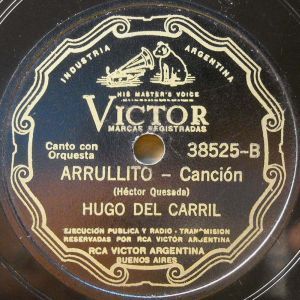 INDUSTRIA ARGENTINA
HIS MASTER'S VOICE
VICTOR
MARCAS REGISTRADAS
Canto con
Orquesta
38525-B
ARRULLITO – Canción
(Héctor Quesada)
HUGO DEL CARRIL
EJECUCION PUBLICA Y RADIO - TRANSMISION
RESERVADAS POR RCA VICTOR ARGENTINA
RCA VICTOR ARGENTINA
BUENOS AIRES